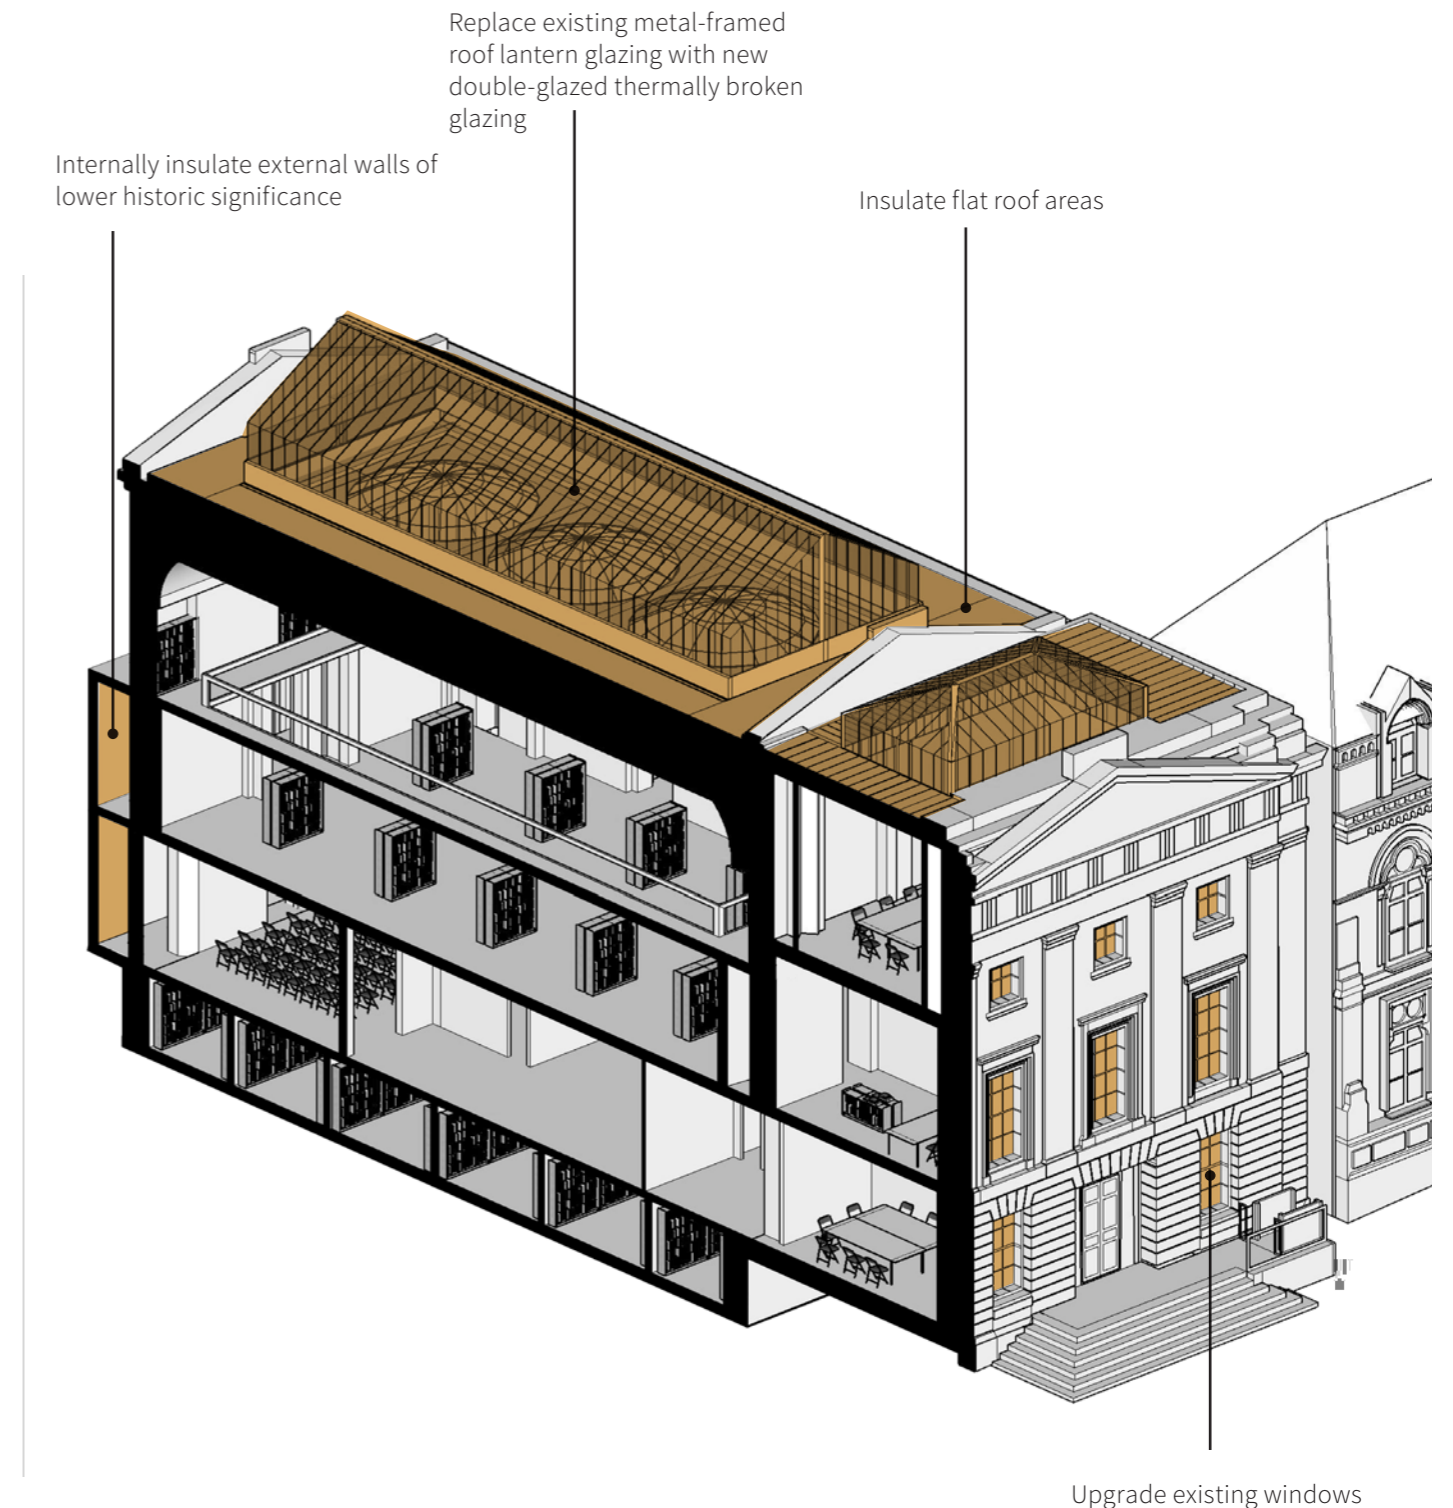 Replace existing metal-framed
roof lantern glazing with new
double-glazed thermally broken
glazing
Internally insulate external walls of
lower historic significance
Insulate flat roof areas
Upgrade existing windows